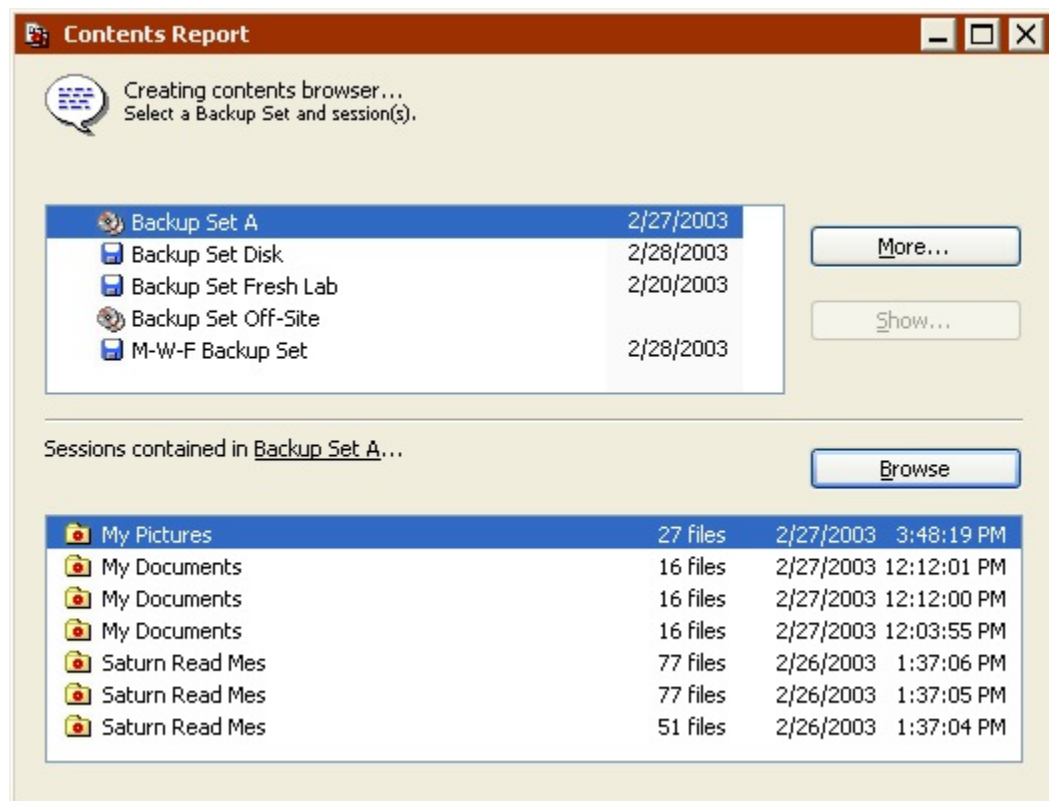 Contents Report
Creating contents browser...
Select a Backup Set and session(s).
Backup Set A 2/27/2003
Backup Set Disk 2/28/2003
Backup Set Fresh Lab 2/20/2003
Backup Set Off-Site
M-W-F Backup Set 2/28/2003
More...
Show...
Sessions contained in Backup Set A...
Browse
My Pictures 27 files 2/27/2003 3:48:19 PM
My Documents 16 files 2/27/2003 12:12:01 PM
My Documents 16 files 2/27/2003 12:12:00 PM
My Documents 16 files 2/27/2003 12:03:55 PM
Saturn Read Mes 77 files 2/26/2003 1:37:06 PM
Saturn Read Mes 77 files 2/26/2003 1:37:05 PM
Saturn Read Mes 51 files 2/26/2003 1:37:04 PM